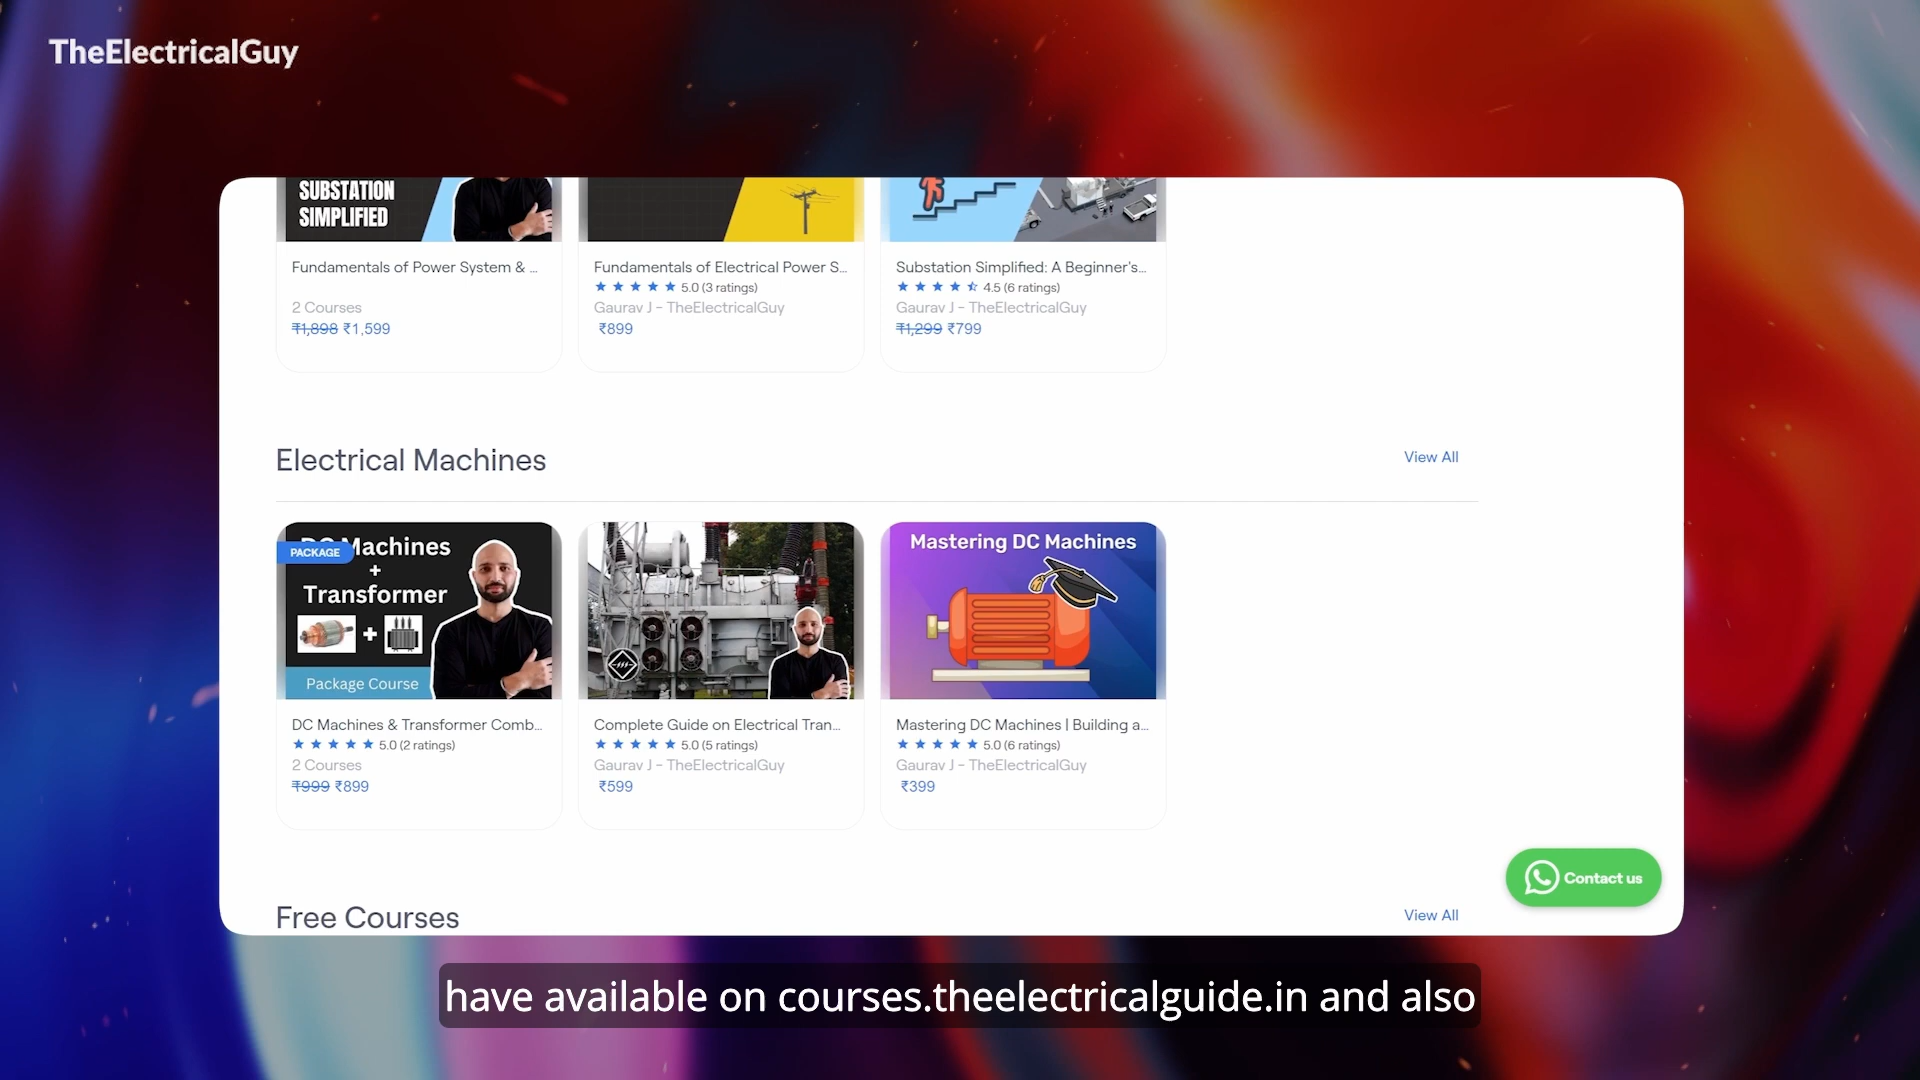 TheElectricalGuy
SUBSTATION
SIMPLIFIED
Fundamentals of Power System & ...
2 Courses
₹1,898 ₹1,599
Fundamentals of Electrical Power S...
5.0 (3 ratings)
Gaurav J - TheElectricalGuy
₹899
Substation Simplified: A Beginner's...
4.5 (6 ratings)
Gaurav J - TheElectricalGuy
₹1,299 ₹799
Electrical Machines
View All
PACKAGE
DC Machines
+
Transformer
+
Package Course
DC Machines & Transformer Comb...
5.0 (2 ratings)
2 Courses
₹999 ₹899
Complete Guide on Electrical Tran...
5.0 (5 ratings)
Gaurav J - TheElectricalGuy
₹599
Mastering DC Machines
Mastering DC Machines | Building a...
5.0 (6 ratings)
Gaurav J - TheElectricalGuy
₹399
Contact us
Free Courses
View All
have available on courses.theelectricalguide.in and also